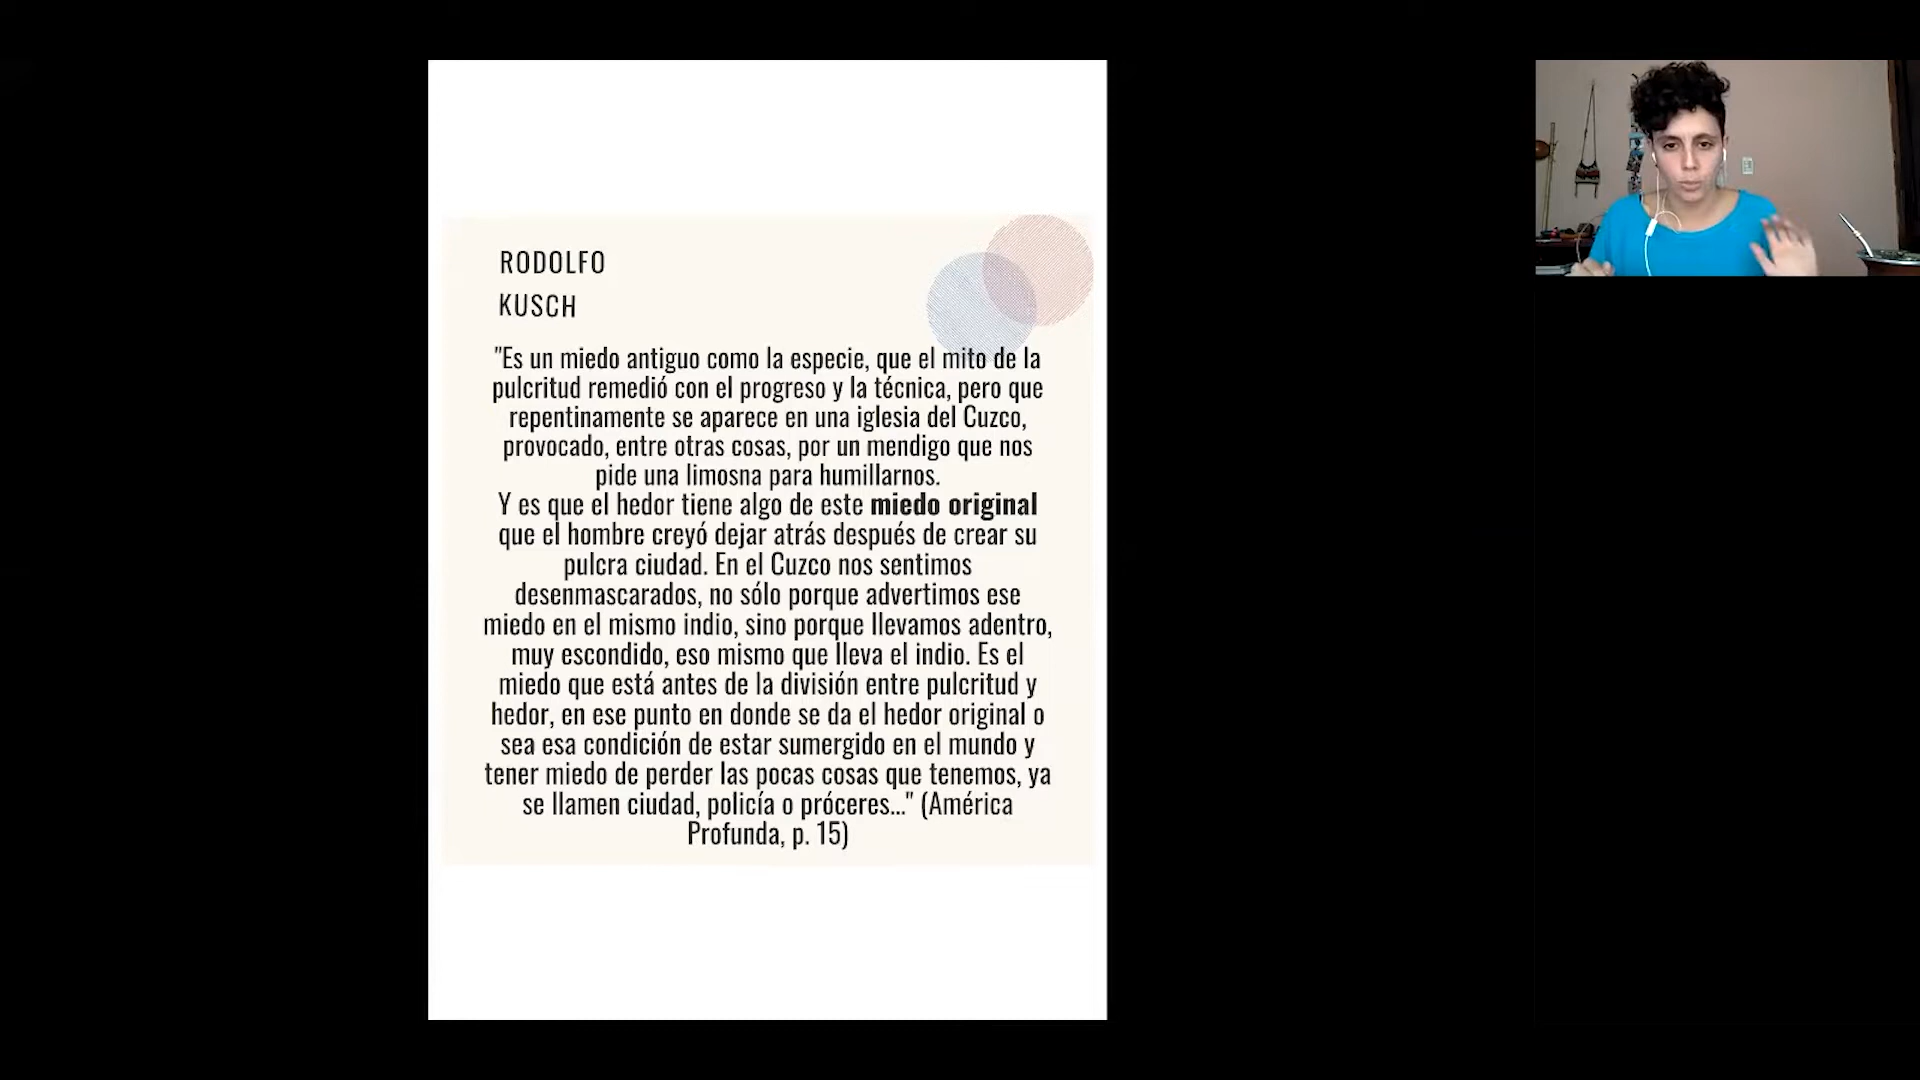 RODOLFO
KUSCH
"Es un miedo antiguo como la especie, que el mito de la
pulcritud remedió con el progreso y la técnica, pero que
repentinamente se aparece en una iglesia del Cuzco,
provocado, entre otras cosas, por un mendigo que nos
pide una limosna para humillarnos.
Y es que el hedor tiene algo de este miedo original
que el hombre creyó dejar atrás después de crear su
pulcra ciudad. En el Cuzco nos sentimos
desenmascarados, no sólo porque advertimos ese
miedo en el mismo indio, sino porque llevamos adentro,
muy escondido, eso mismo que lleva el indio. Es el
miedo que está antes de la división entre pulcritud y
hedor, en ese punto en donde se da el hedor original o
sea esa condición de estar sumergido en el mundo y
tener miedo de perder las pocas cosas que tenemos, ya
se llamen ciudad, policía o próceres..." (América
Profunda, p. 15)